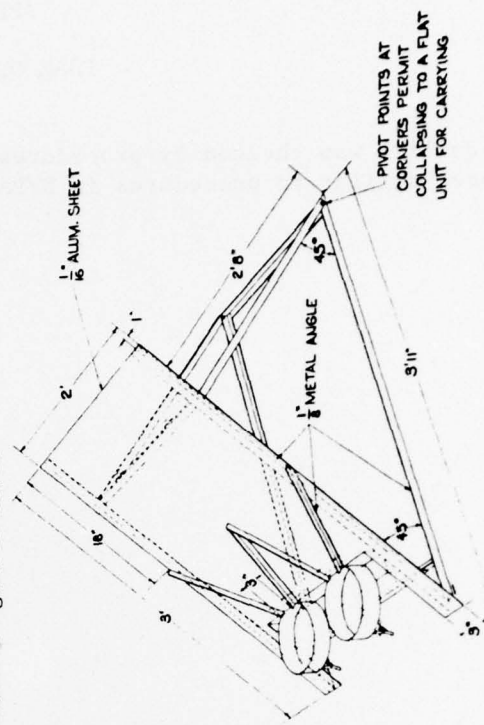 1/16" ALUM. SHEET
2'
1'
18"
3'
2'8"
PIVOT POINTS AT
CORNERS PERMIT
COLLAPSING TO A FLAT
UNIT FOR CARRYING
45°
1/8" METAL ANGLE
3"
3'11"
45°
3"